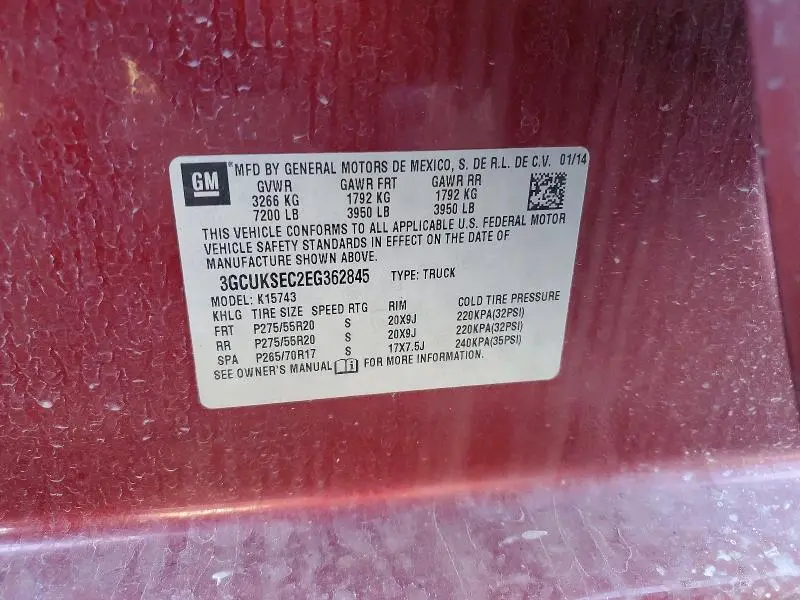 GM ® MFD BY GENERAL MOTORS DE MEXICO, S. DE R.L. DE C.V. 01/14
GVWR GAWR FRT GAWR RR
3266 KG 1792 KG 1792 KG
7200 LB 3950 LB 3950 LB
THIS VEHICLE CONFORMS TO ALL APPLICABLE U.S. FEDERAL MOTOR
VEHICLE SAFETY STANDARDS IN EFFECT ON THE DATE OF
MANUFACTURE SHOWN ABOVE.
3GCUKSEC2EG362845 TYPE: TRUCK
MODEL: K15743
KHLG TIRE SIZE SPEED RTG RIM COLD TIRE PRESSURE
FRT P275/55R20 S 20X9J 220KPA(32PSI)
RR P275/55R20 S 20X9J 220KPA(32PSI)
SPA P265/70R17 S 17X7.5J 240KPA(35PSI)
SEE OWNER'S MANUAL i FOR MORE INFORMATION.